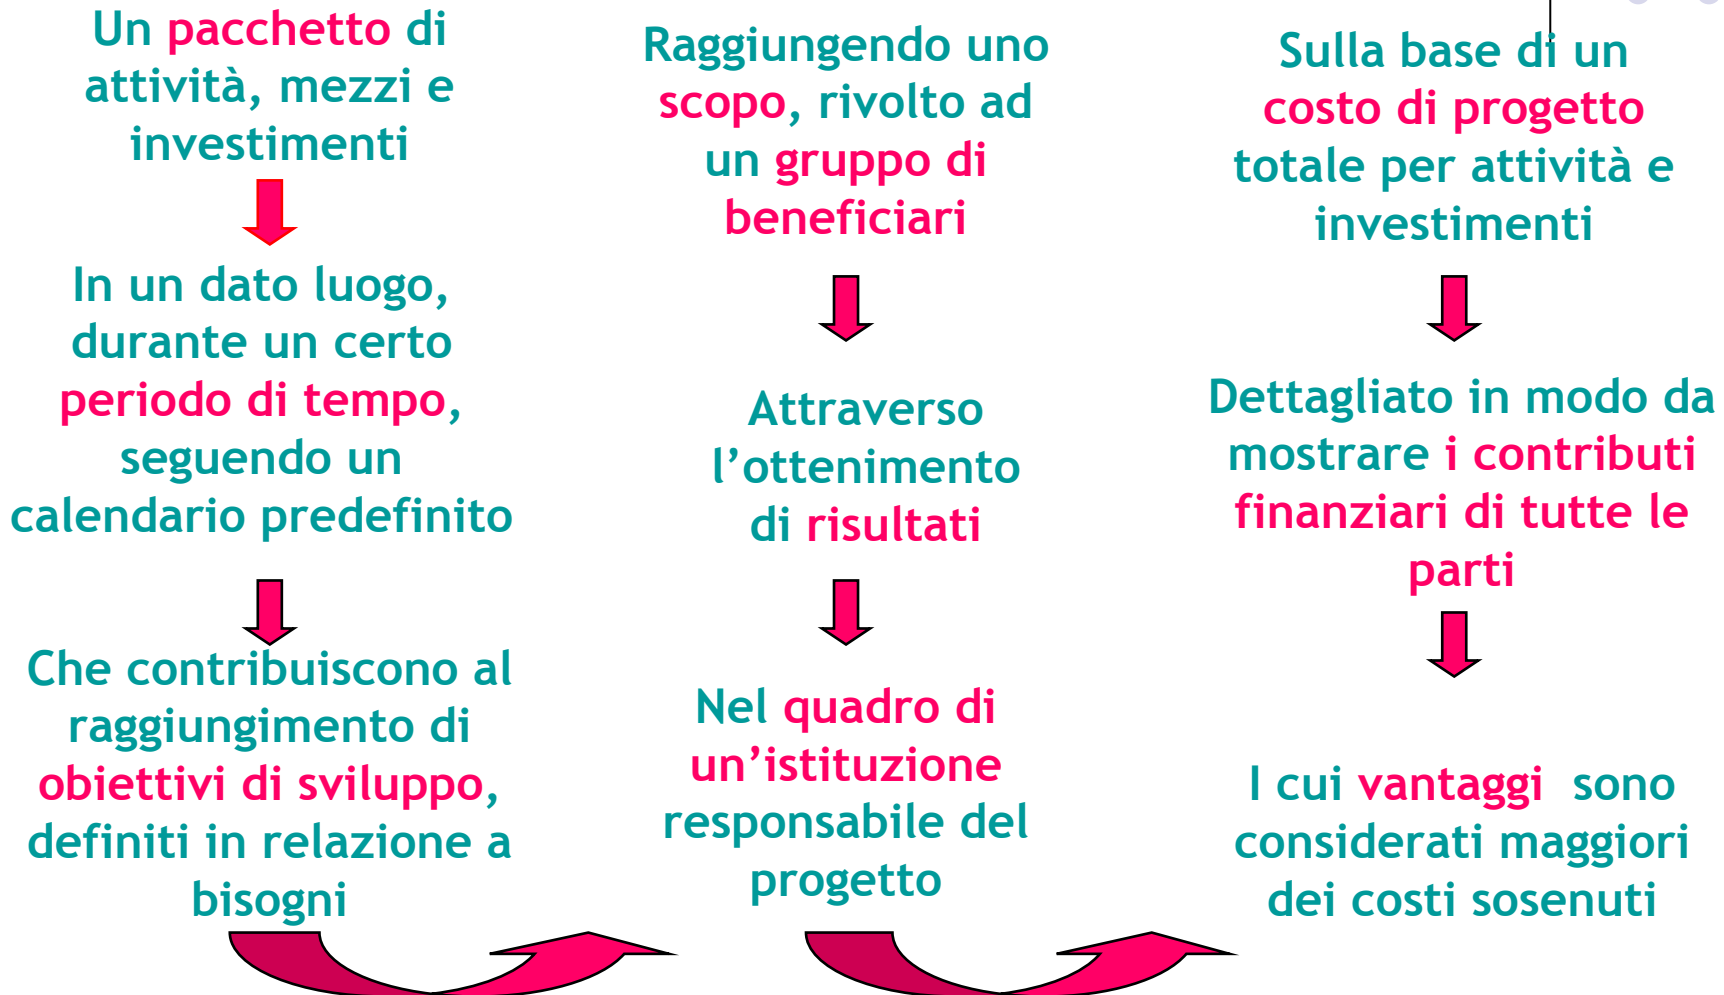 Un pacchetto di
attività, mezzi e
investimenti
In un dato luogo,
durante un certo
periodo di tempo,
seguendo un
calendario predefinito
Che contribuiscono al
raggiungimento di
obiettivi di sviluppo,
definiti in relazione a
bisogni
Raggiungendo uno
scopo, rivolto ad
un gruppo di
beneficiari
Attraverso
l’ottenimento
di risultati
Nel quadro di
un’istituzione
responsabile del
progetto
Sulla base di un
costo di progetto
totale per attività e
investimenti
Dettagliato in modo da
mostrare i contributi
finanziari di tutte le
parti
I cui vantaggi sono
considerati maggiori
dei costi sosenuti